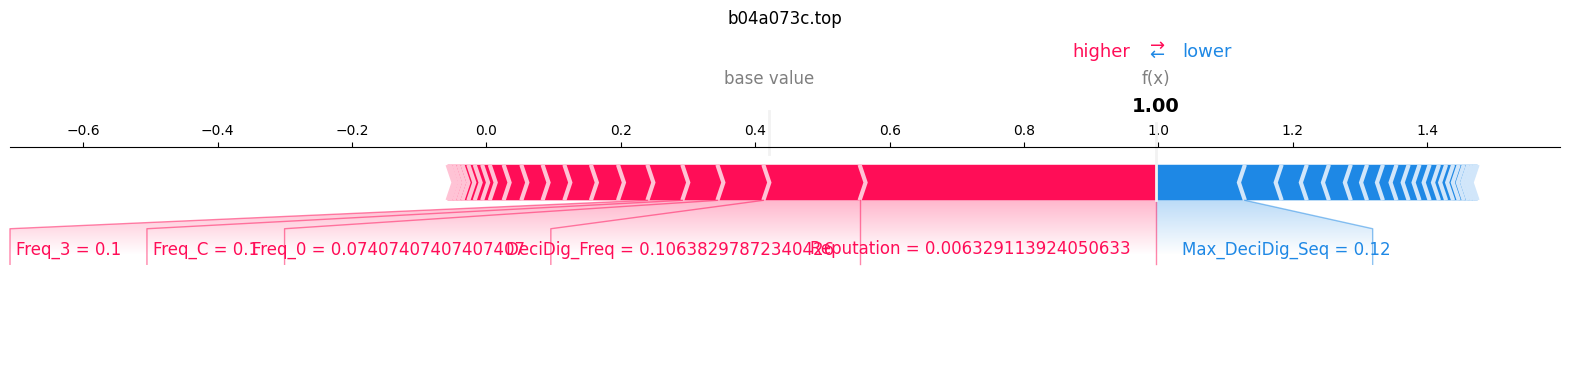 b04a073c.top
higher ⇄ lower
base value f(x)
1.00
−0.6 −0.4 −0.2 0.0 0.2 0.4 0.6 0.8 1.0 1.2 1.4
Freq_3 = 0.1 Freq_C = 0.1 Freq_0 = 0.07407407407407407 DeciDig_Freq = 0.10638297872340426 Reputation = 0.006329113924050633 Max_DeciDig_Seq = 0.12